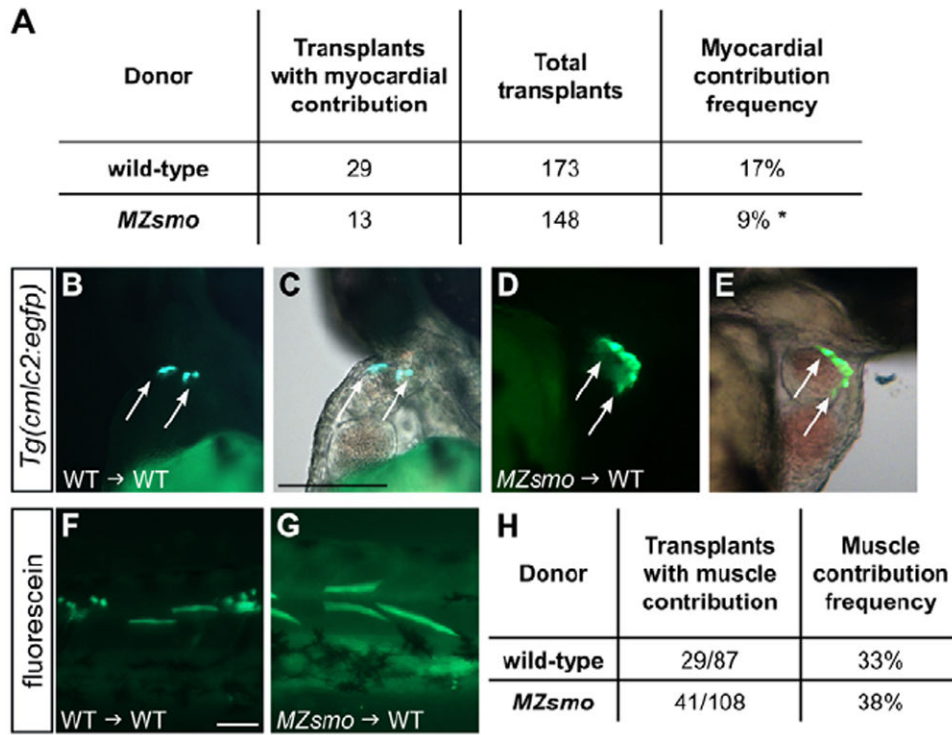 A
Donor
Transplants
with myocardial
contribution
Total
transplants
Myocardial
contribution
frequency
wild-type 29 173 17%
MZsmo 13 148 9% *
Tg(cmlc2:egfp)
B
WT → WT
C
D
MZsmo → WT
E
fluorescein
F
WT → WT
G
MZsmo → WT
H
Donor
Transplants
with muscle
contribution
Muscle
contribution
frequency
wild-type 29/87 33%
MZsmo 41/108 38%